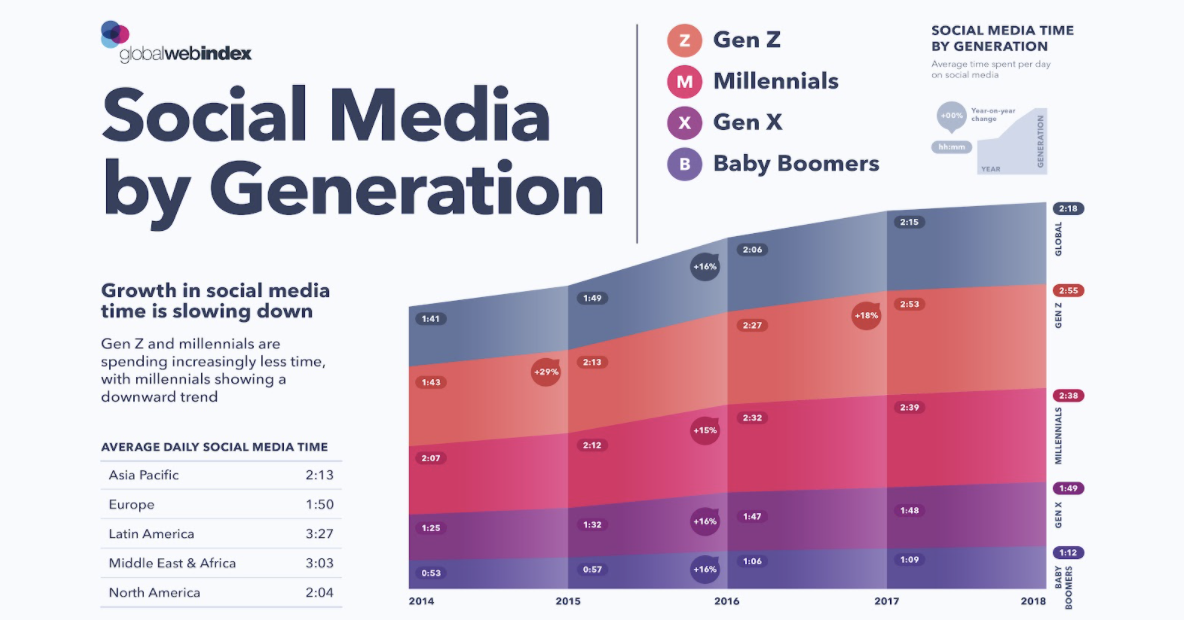 globalwebindex
Social Media
by Generation
Growth in social media
time is slowing down
Gen Z and millennials are
spending increasingly less time,
with millennials showing a
downward trend
AVERAGE DAILY SOCIAL MEDIA TIME
Asia Pacific 2:13
Europe 1:50
Latin America 3:27
Middle East & Africa 3:03
North America 2:04
Z Gen Z
M Millennials
X Gen X
B Baby Boomers
SOCIAL MEDIA TIME
BY GENERATION
Average time spent per day
on social media
+00%
Year-on-year
change
hh:mm
YEAR
GENERATION
1:41
1:49
+16%
2:06
2:15
2:18
GLOBAL
1:43
+29%
2:13
2:27
+18%
2:53
2:55
GEN Z
2:07
2:12
+15%
2:32
2:39
2:38
MILLENNIALS
1:25
1:32
+16%
1:47
1:48
1:49
GEN X
0:53
0:57
+16%
1:06
1:09
1:12
BABY
BOOMERS
2014 2015 2016 2017 2018